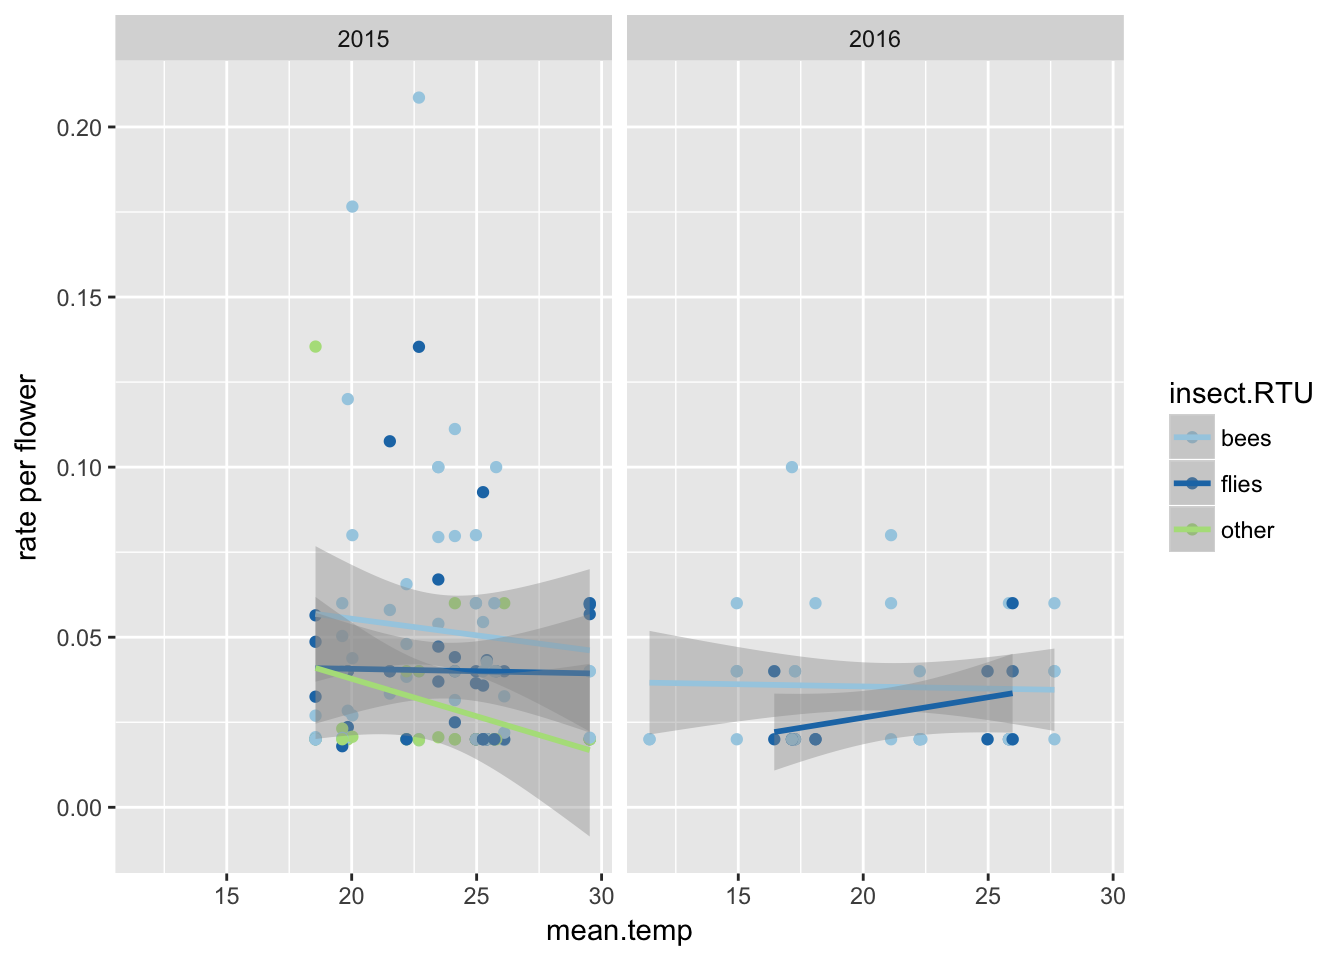 2015
2016
0.20
0.15
0.10
0.05
0.00
rate per flower
15 20 25 30
15 20 25 30
mean.temp
insect.RTU
bees
flies
other